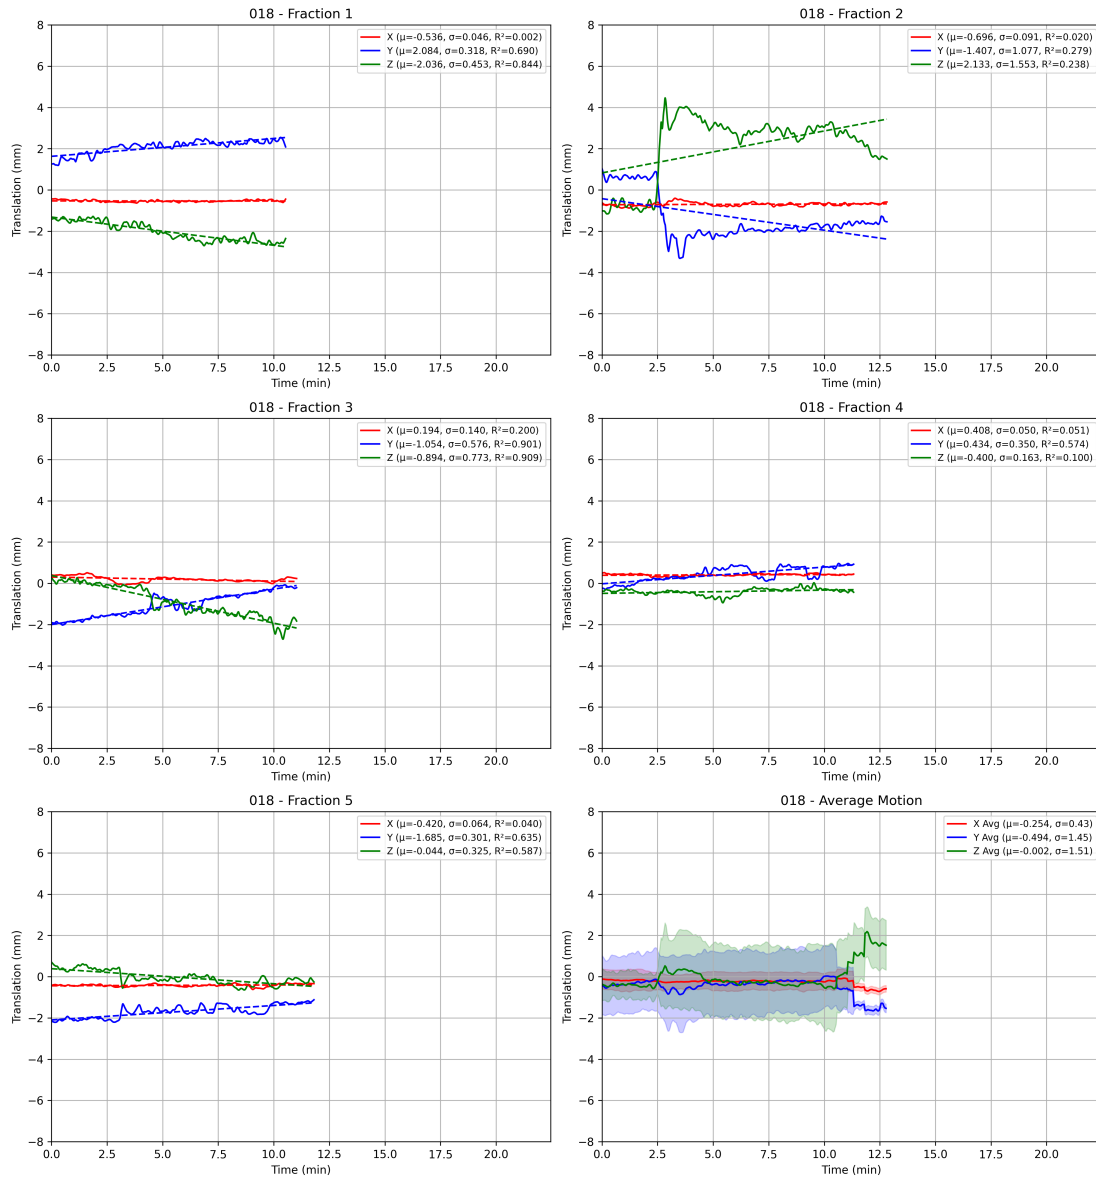 018 - Fraction 1
X (μ=-0.536, σ=0.046, R²=0.002)
Y (μ=2.084, σ=0.318, R²=0.690)
Z (μ=-2.036, σ=0.453, R²=0.844)
Translation (mm)
8
6
4
2
0
−2
−4
−6
−8
0.0 2.5 5.0 7.5 10.0 12.5 15.0 17.5 20.0
Time (min)
018 - Fraction 2
X (μ=-0.696, σ=0.091, R²=0.020)
Y (μ=-1.407, σ=1.077, R²=0.279)
Z (μ=2.133, σ=1.553, R²=0.238)
Translation (mm)
8
6
4
2
0
−2
−4
−6
−8
0.0 2.5 5.0 7.5 10.0 12.5 15.0 17.5 20.0
Time (min)
018 - Fraction 3
X (μ=0.194, σ=0.140, R²=0.200)
Y (μ=-1.054, σ=0.576, R²=0.901)
Z (μ=-0.894, σ=0.773, R²=0.909)
Translation (mm)
8
6
4
2
0
−2
−4
−6
−8
0.0 2.5 5.0 7.5 10.0 12.5 15.0 17.5 20.0
Time (min)
018 - Fraction 4
X (μ=0.408, σ=0.050, R²=0.051)
Y (μ=0.434, σ=0.350, R²=0.574)
Z (μ=-0.400, σ=0.163, R²=0.100)
Translation (mm)
8
6
4
2
0
−2
−4
−6
−8
0.0 2.5 5.0 7.5 10.0 12.5 15.0 17.5 20.0
Time (min)
018 - Fraction 5
X (μ=-0.420, σ=0.064, R²=0.040)
Y (μ=-1.685, σ=0.301, R²=0.635)
Z (μ=-0.044, σ=0.325, R²=0.587)
Translation (mm)
8
6
4
2
0
−2
−4
−6
−8
0.0 2.5 5.0 7.5 10.0 12.5 15.0 17.5 20.0
Time (min)
018 - Average Motion
X Avg (μ=-0.254, σ=0.43)
Y Avg (μ=-0.494, σ=1.45)
Z Avg (μ=-0.002, σ=1.51)
Translation (mm)
8
6
4
2
0
−2
−4
−6
−8
0.0 2.5 5.0 7.5 10.0 12.5 15.0 17.5 20.0
Time (min)